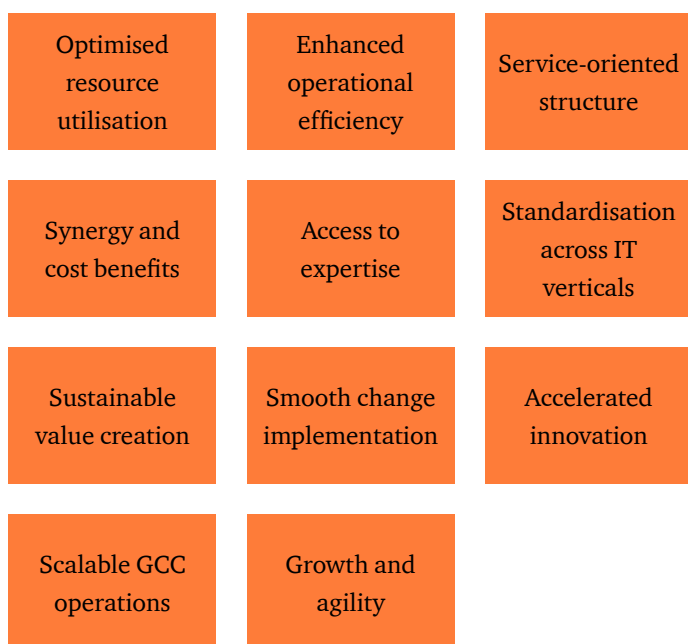 Optimised
resource
utilisation
Enhanced
operational
efficiency
Service-oriented
structure
Synergy and
cost benefits
Access to
expertise
Standardisation
across IT
verticals
Sustainable
value creation
Smooth change
implementation
Accelerated
innovation
Scalable GCC
operations
Growth and
agility